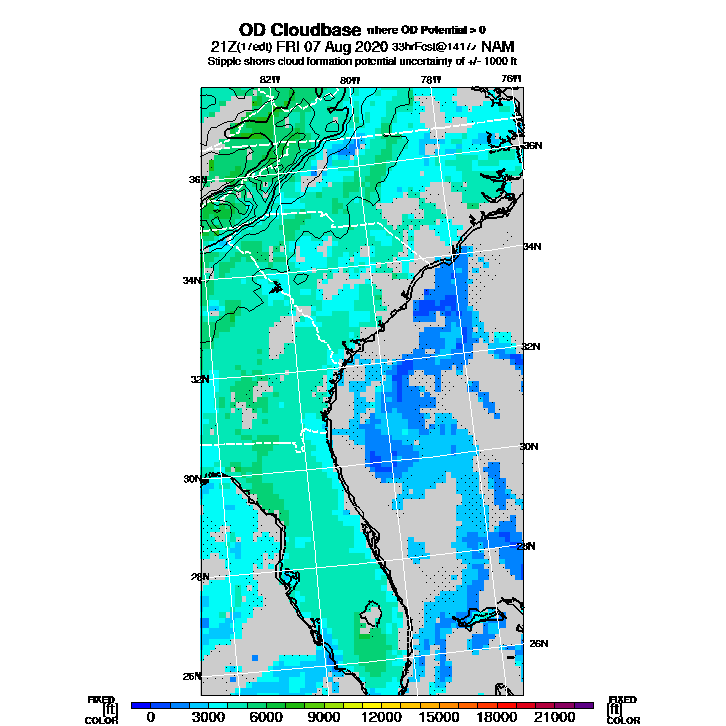 OD Cloudbase where OD Potential > 0
21Z(17edt) FRI 07 Aug 2020 33hrFcst@1417z NAM
Stipple shows cloud formation potential uncertainty of +/- 1000 ft
82W 80W 78W 76W
36N
36N
34N
34N
32N
32N
30N
30N
28N
28N
26N
26N
FIXED FIXED
[ft] [ft]
COLOR COLOR
0 3000 6000 9000 12000 15000 18000 21000